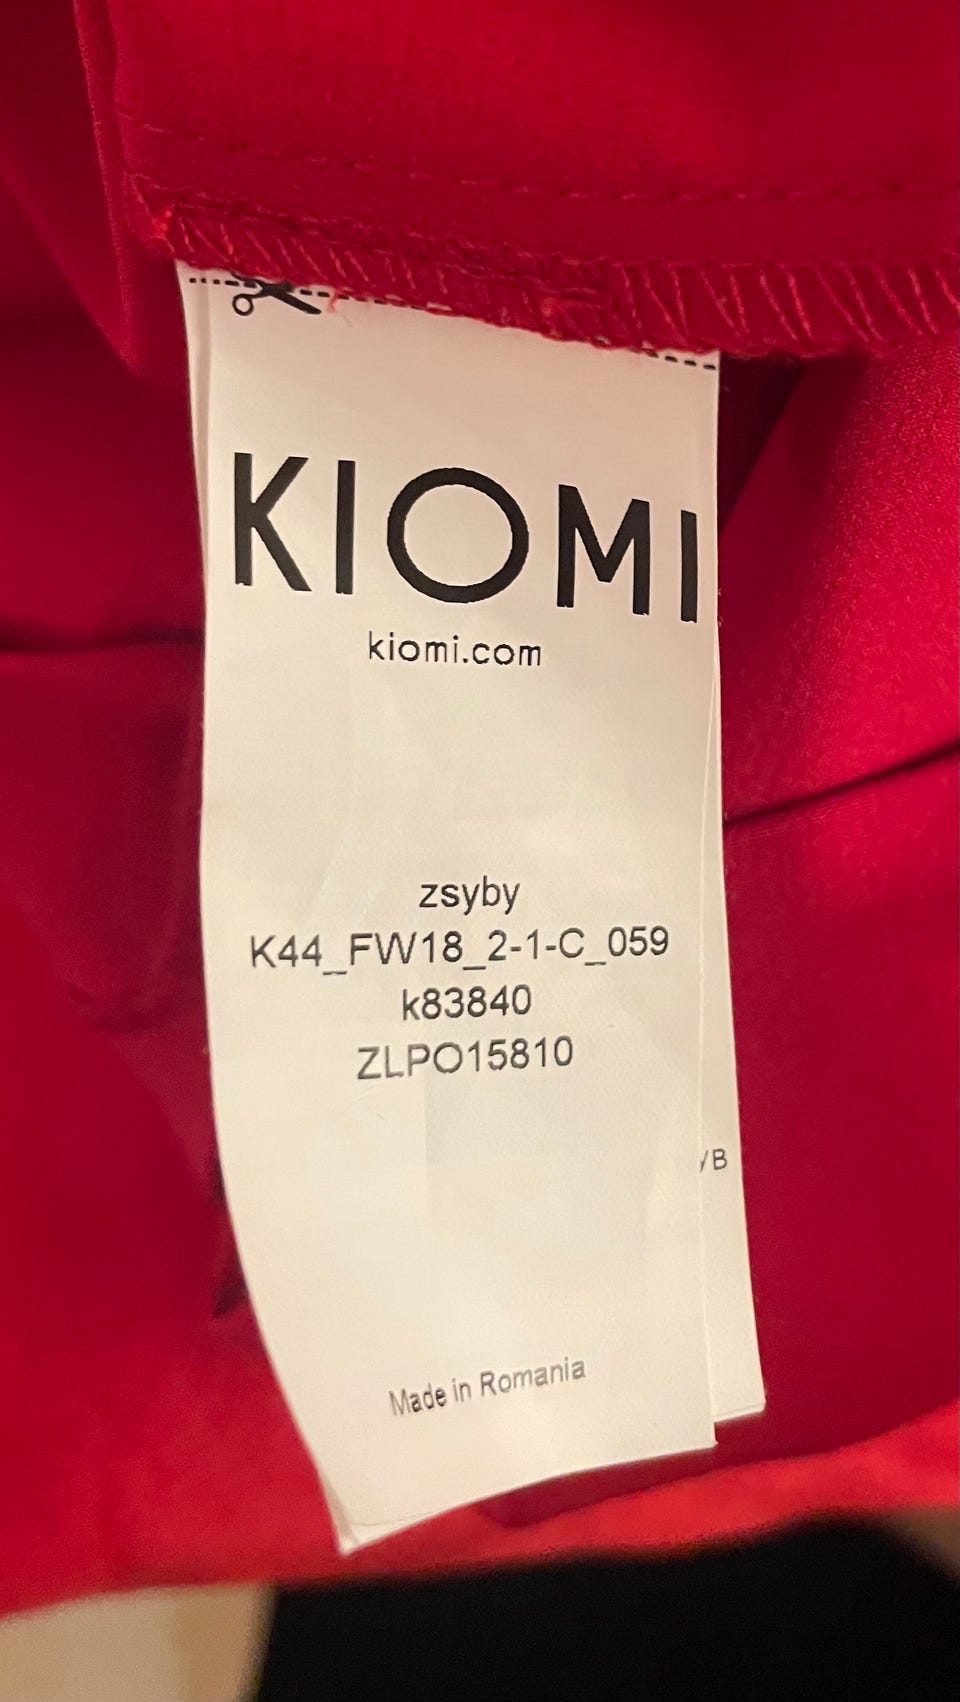 KIOMI
kiomi.com
zsyby
K44_FW18_2-1-C_059
k83840
ZLPO15810
/B
Made in Romania